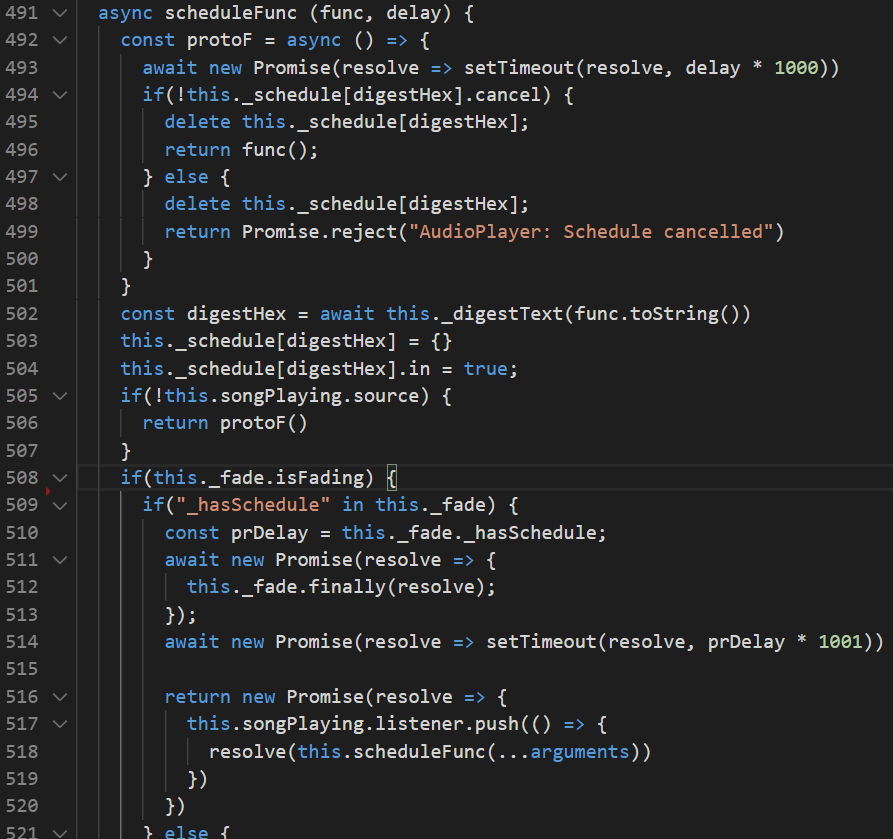 491 async scheduleFunc (func, delay) {
492 const protoF = async () => {
493 await new Promise(resolve => setTimeout(resolve, delay * 1000))
494 if(!this._schedule[digestHex].cancel) {
495 delete this._schedule[digestHex];
496 return func();
497 } else {
498 delete this._schedule[digestHex];
499 return Promise.reject("AudioPlayer: Schedule cancelled")
500 }
501 }
502 const digestHex = await this._digestText(func.toString())
503 this._schedule[digestHex] = {}
504 this._schedule[digestHex].in = true;
505 if(!this.songPlaying.source) {
506 return protoF()
507 }
508 if(this._fade.isFading) {
509 if("_hasSchedule" in this._fade) {
510 const prDelay = this._fade._hasSchedule;
511 await new Promise(resolve => {
512 this._fade.finally(resolve);
513 });
514 await new Promise(resolve => setTimeout(resolve, prDelay * 1001))
515
516 return new Promise(resolve => {
517 this.songPlaying.listener.push(() => {
518 resolve(this.scheduleFunc(...arguments))
519 })
520 })
521 } else {